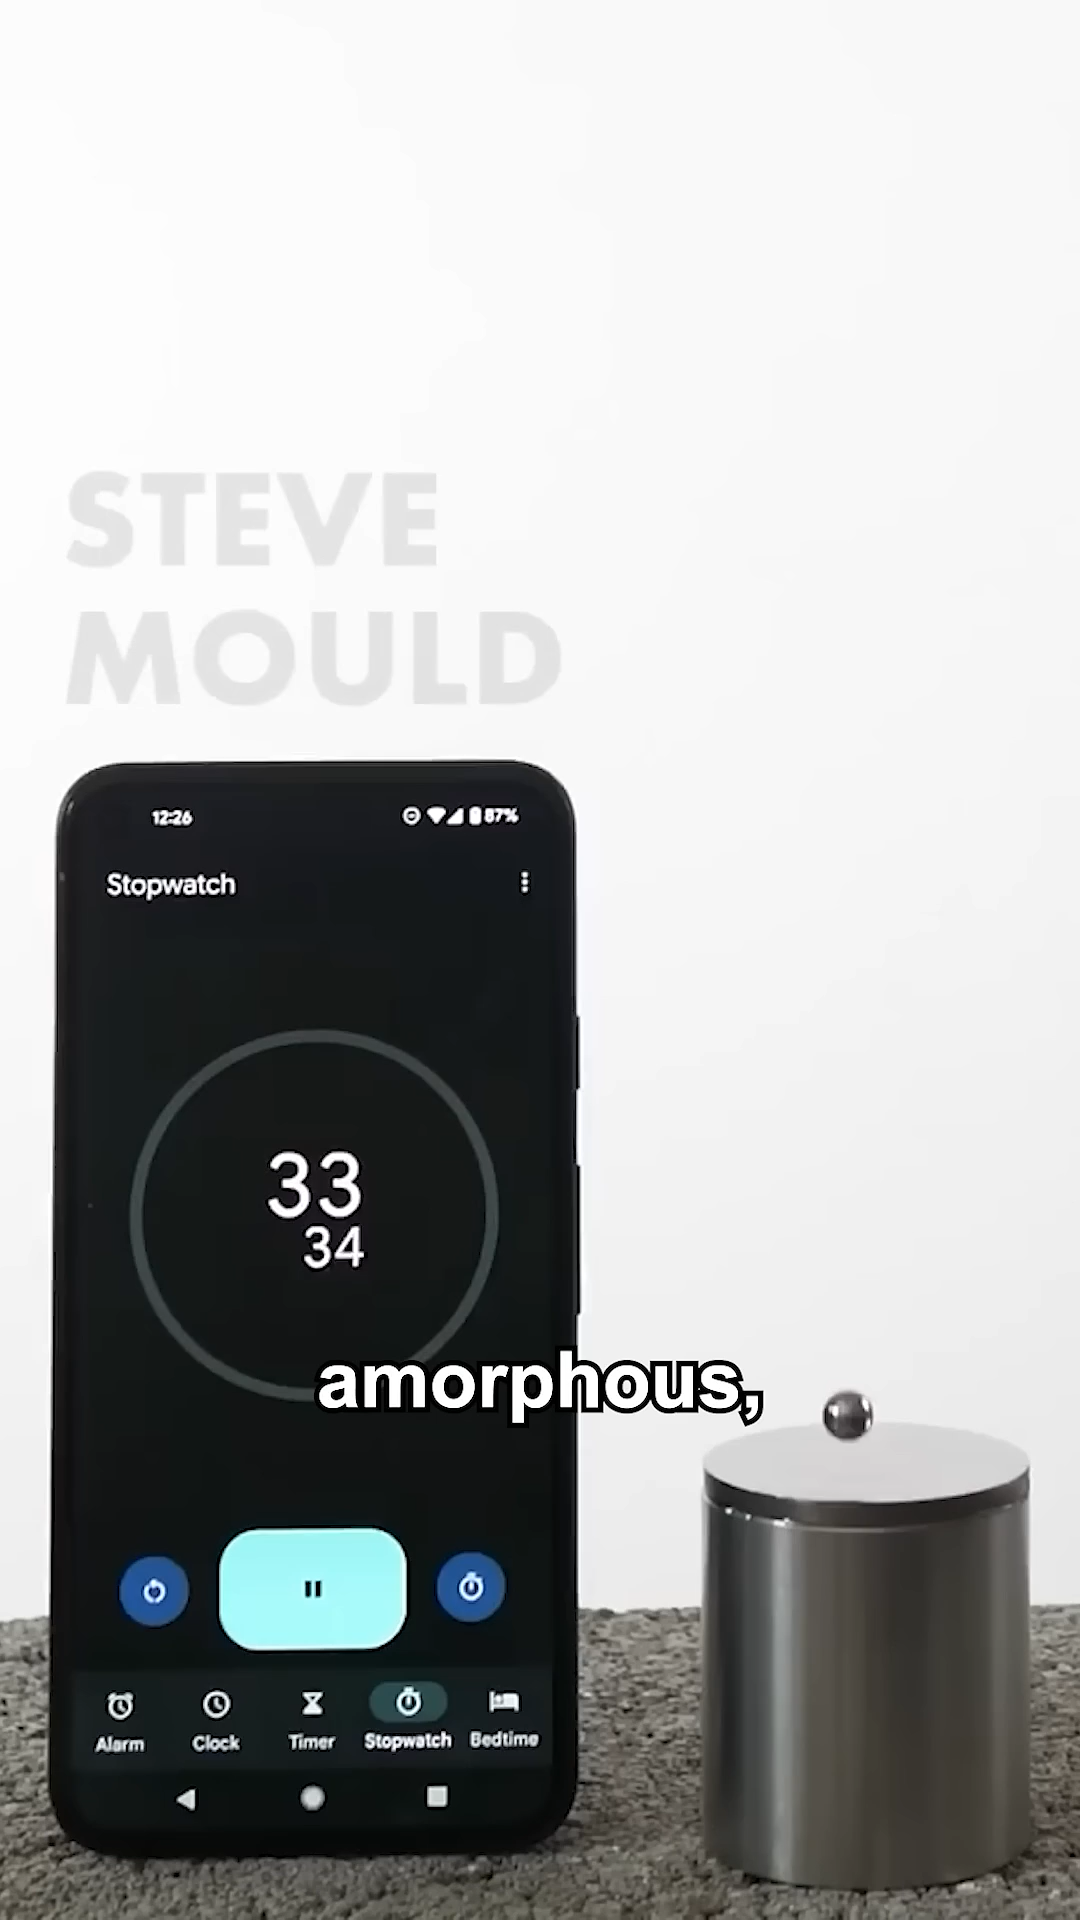 STEVE
MOULD
12:26
87%
Stopwatch
33
34
amorphous,
Alarm
Clock
Timer
Stopwatch
Bedtime